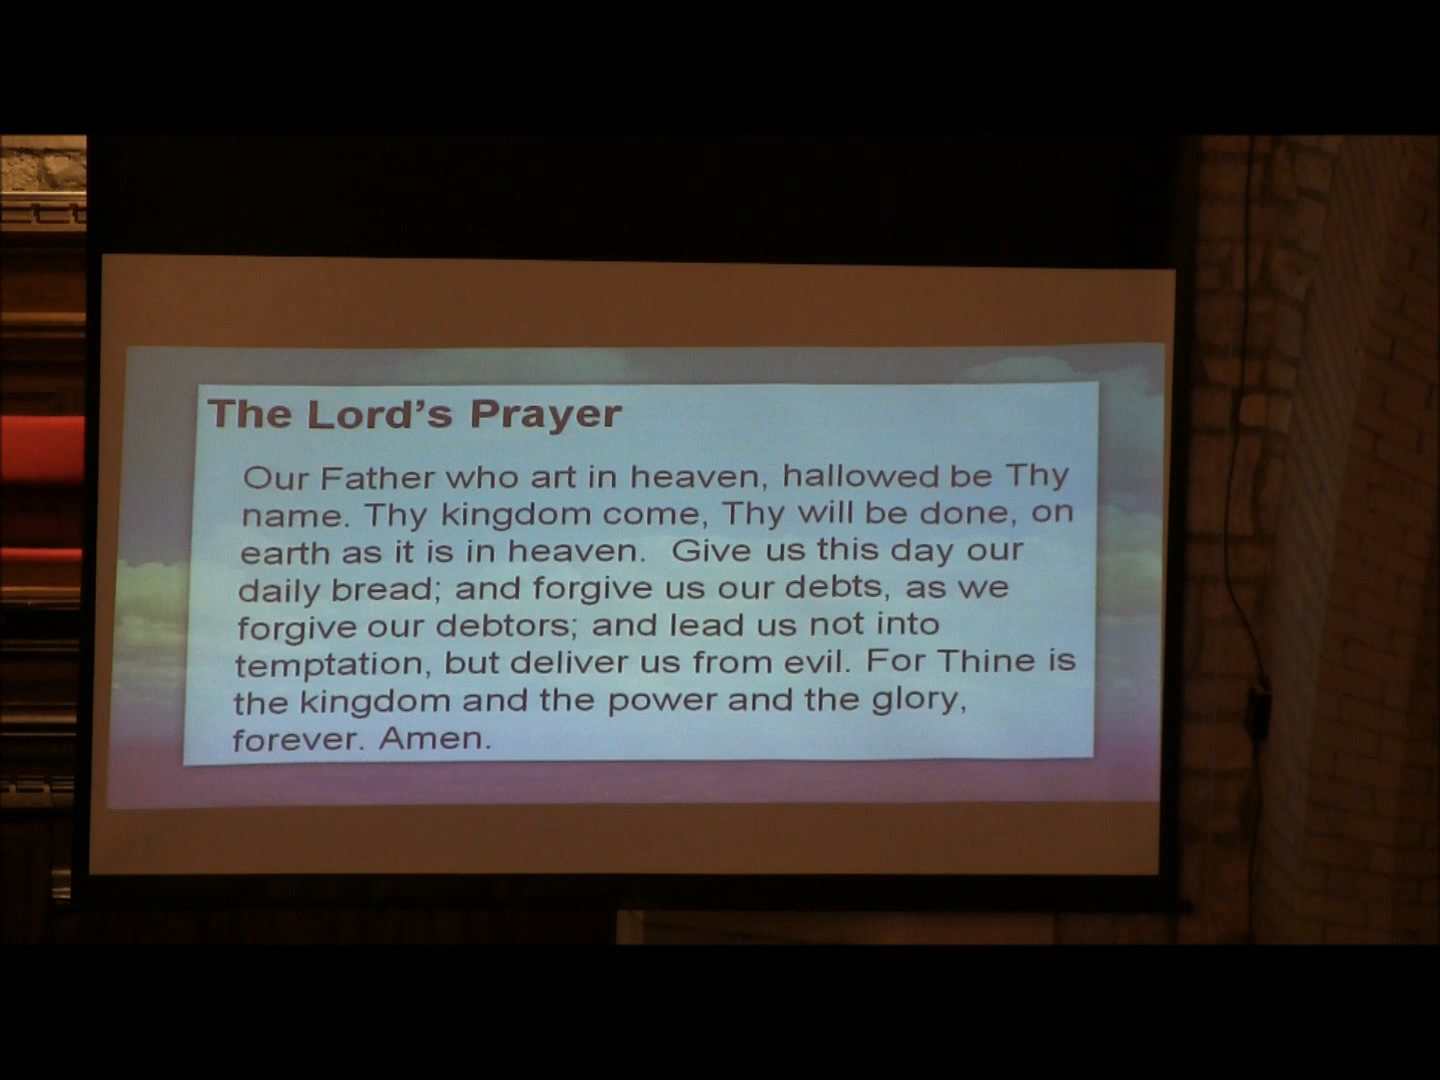 The Lord’s Prayer
Our Father who art in heaven, hallowed be Thy
name. Thy kingdom come, Thy will be done, on
earth as it is in heaven.  Give us this day our
daily bread; and forgive us our debts, as we
forgive our debtors; and lead us not into
temptation, but deliver us from evil. For Thine is
the kingdom and the power and the glory,
forever. Amen.